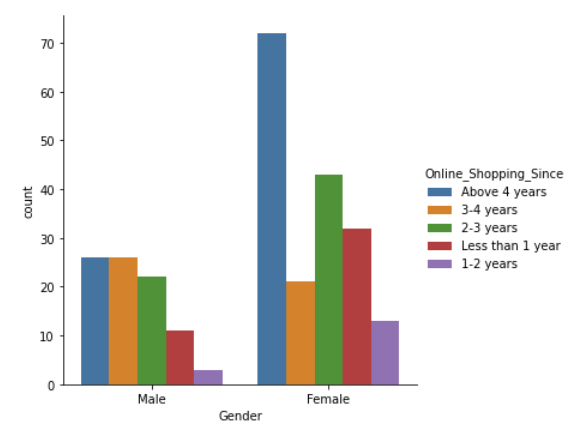 70
60
50
40
30
20
10
0
count
Male Female
Gender
Online_Shopping_Since
Above 4 years
3-4 years
2-3 years
Less than 1 year
1-2 years